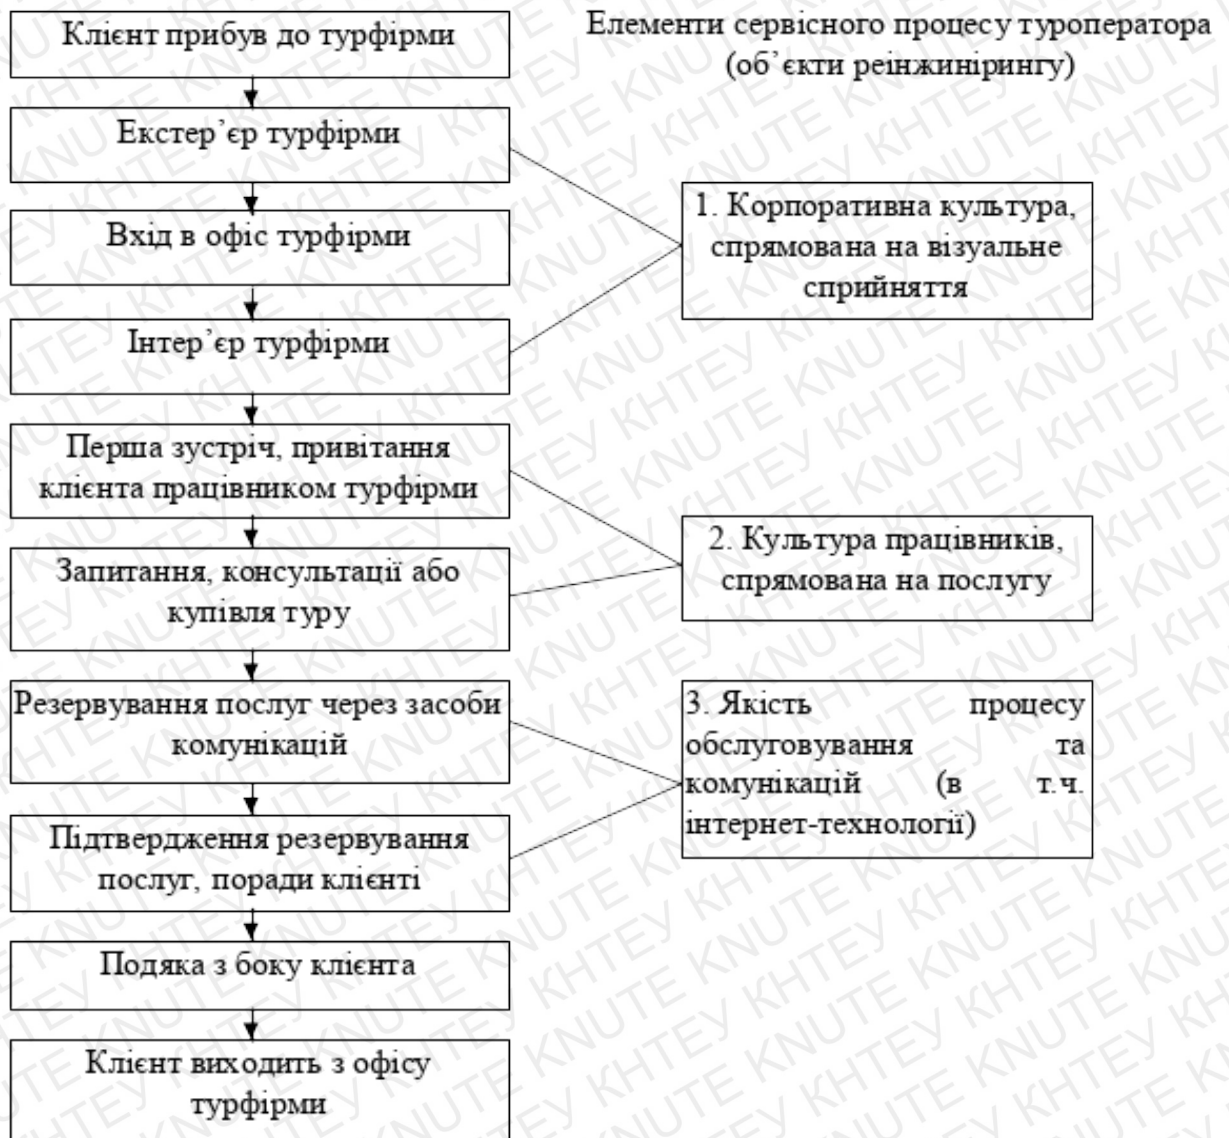 Клієнт прибув до турфірми
Елементи сервісного процесу туроператора
(об’єкти реінжинірингу)
Екстер’єр турфірми
Вхід в офіс турфірми
Інтер’єр турфірми
1. Корпоративна культура,
спрямована на візуальне
сприйняття
Перша зустріч, привітання
клієнта працівником турфірми
Запитання, консультації або
купівля туру
2. Культура працівників,
спрямована на послугу
Резервування послуг через засоби
комунікацій
Підтвердження резервування
послуг, поради клієнті
3. Якість процесу
обслуговування та
комунікацій (в т.ч.
інтернет-технології)
Подяка з боку клієнта
Клієнт виходить з офісу
турфірми
KNUTE КНТЕУ